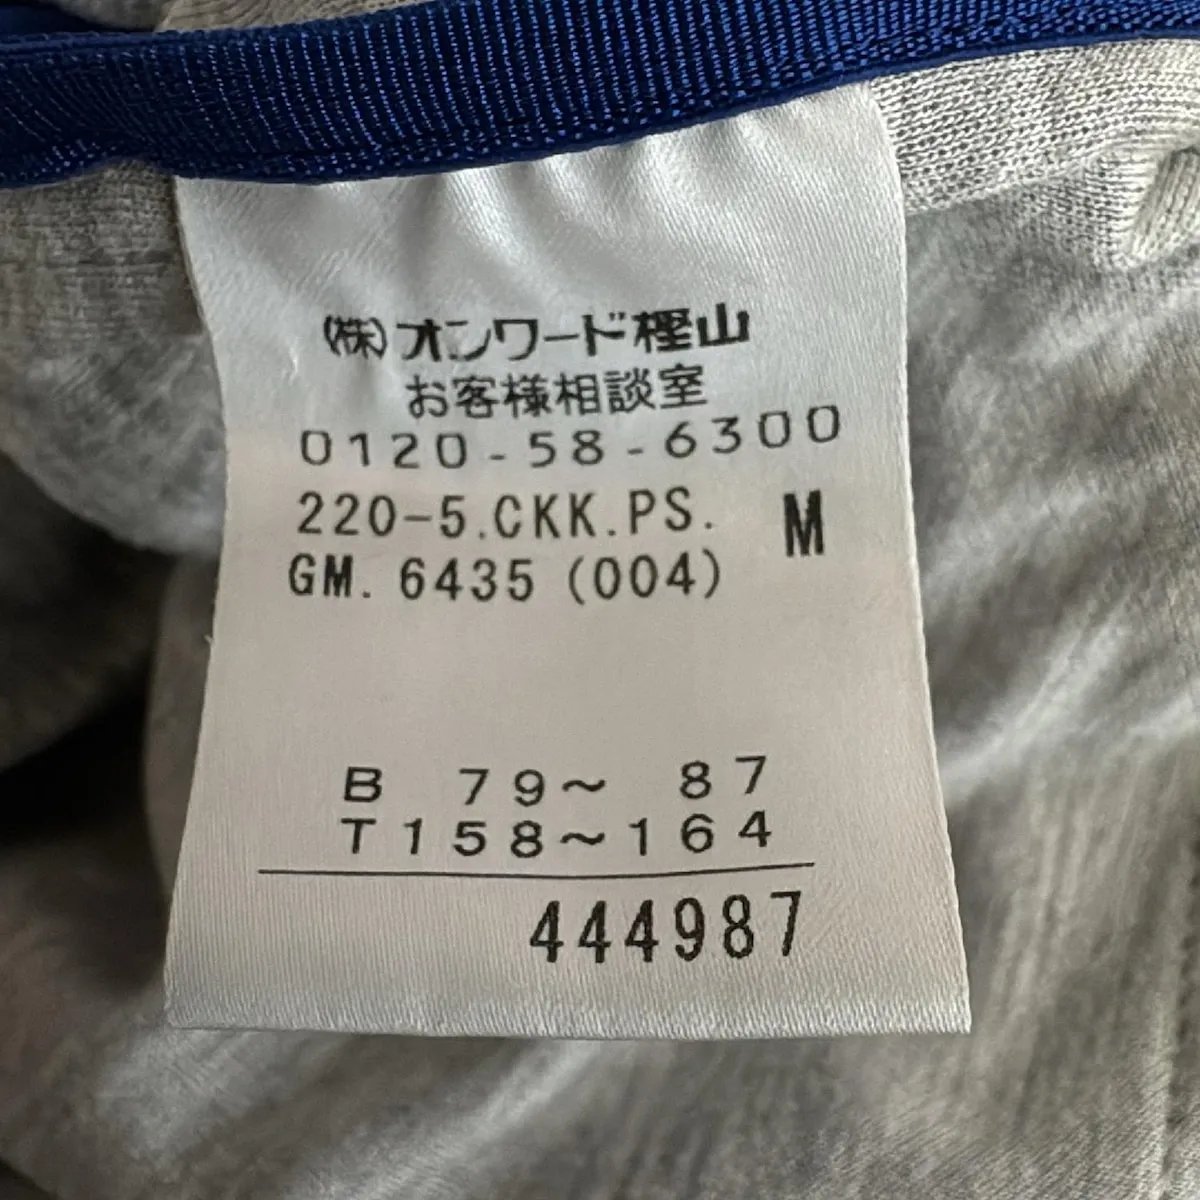 (株)オンワード樫山
お客様相談室
0120-58-6300
220-5.CKK.PS. M
GM. 6435 (004)
B 79~ 87
T 158~164
444987